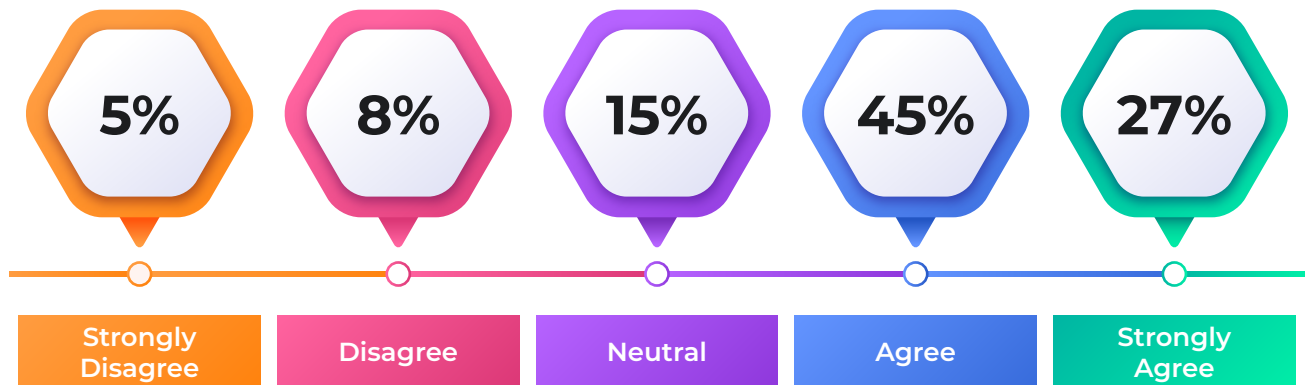 5%
8%
15%
45%
27%
Strongly
Disagree
Disagree
Neutral
Agree
Strongly
Agree